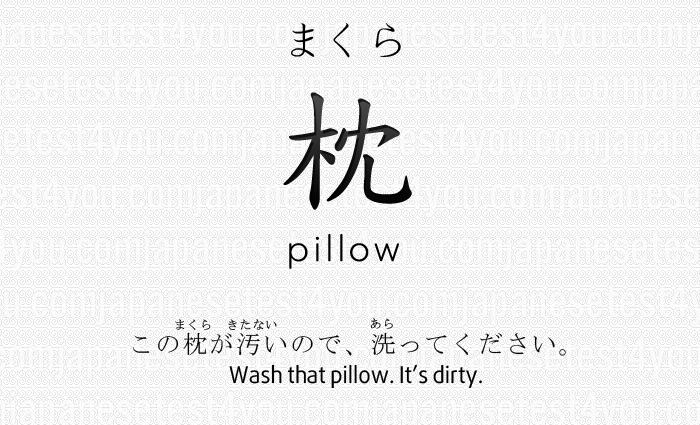 まくら
枕
pillow
まくら きたない あら
この枕が汚いので、洗ってください。
Wash that pillow. It's dirty.